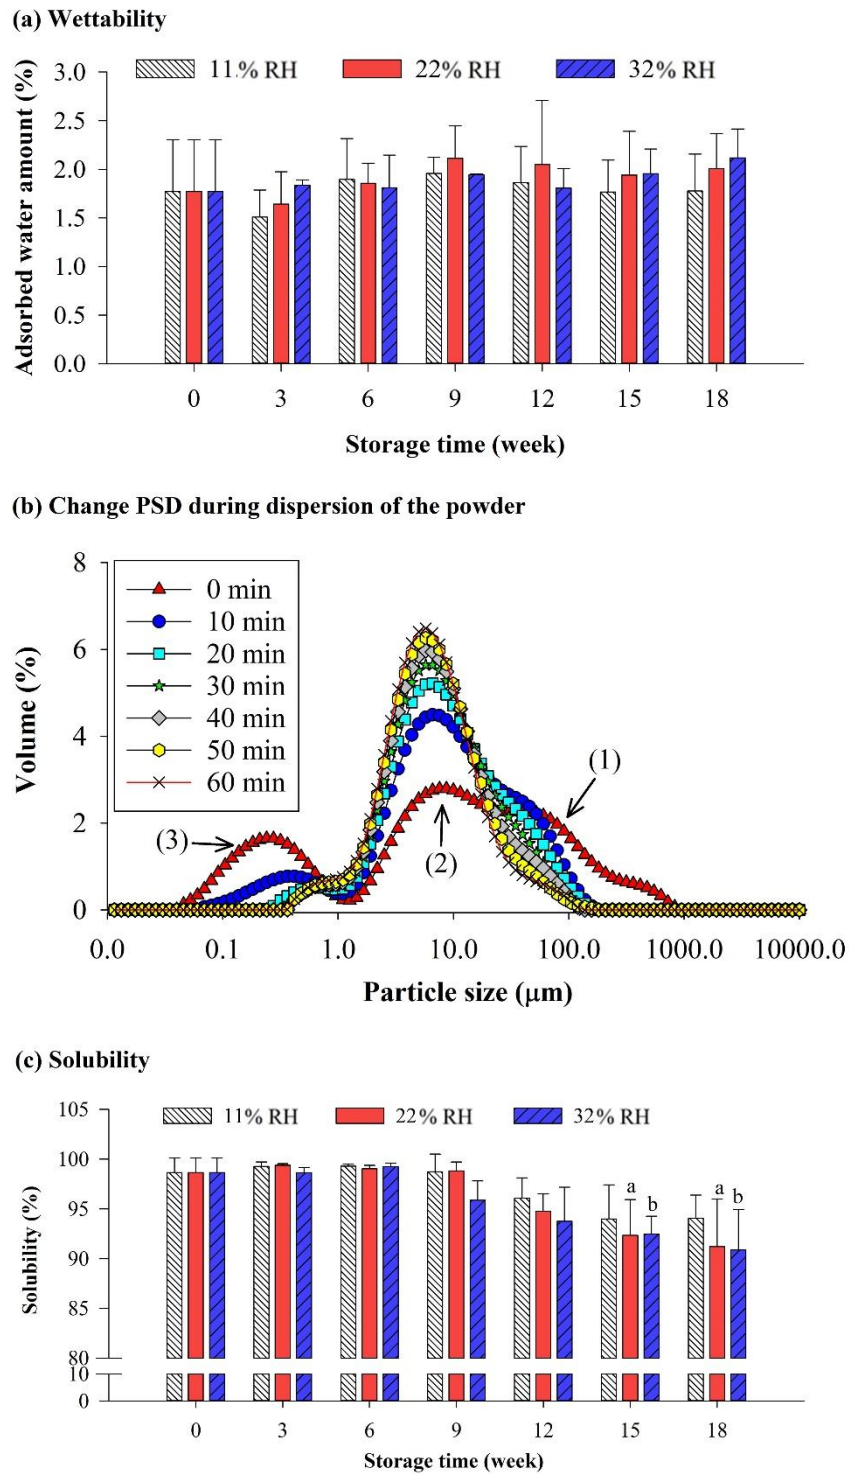 (a) Wettability
3.0
2.5
2.0
1.5
1.0
0.5
0.0
Adsorbed water amount (%)
11.% RH 22% RH 32% RH
0 3 6 9 12 15 18
Storage time (week)
(b) Change PSD during dispersion of the powder
8
6
4
2
0
Volume (%)
0 min
10 min
20 min
30 min
40 min
50 min
60 min
(1)
(2)
(3)
0.0 0.1 1.0 10.0 100.0 1000.0 10000.0
Particle size (μm)
(c) Solubility
105
100
95
90
85
80
10
0
Solubility (%)
11% RH 22% RH 32% RH
a b a b
0 3 6 9 12 15 18
Storage time (week)